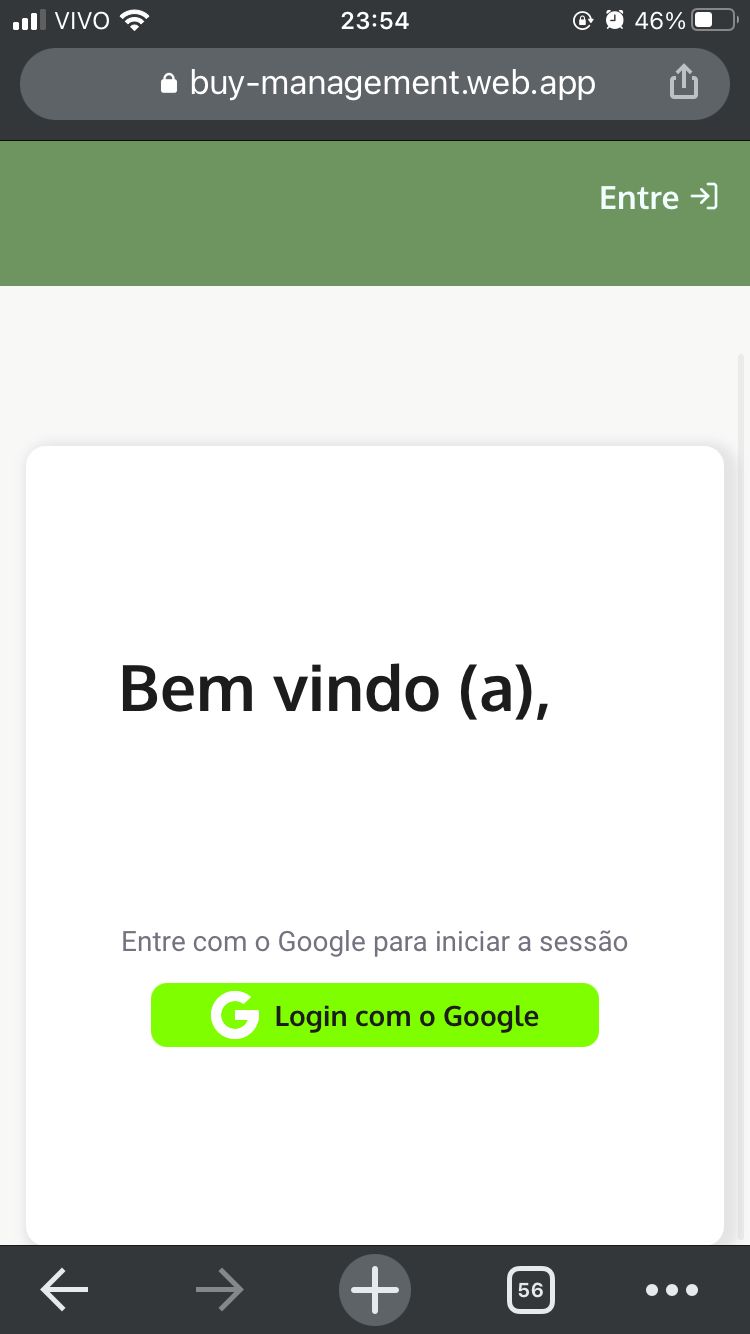 VIVO 23:54 46%
buy-management.web.app
Entre
Bem vindo (a),
Entre com o Google para iniciar a sessão
G Login com o Google
56